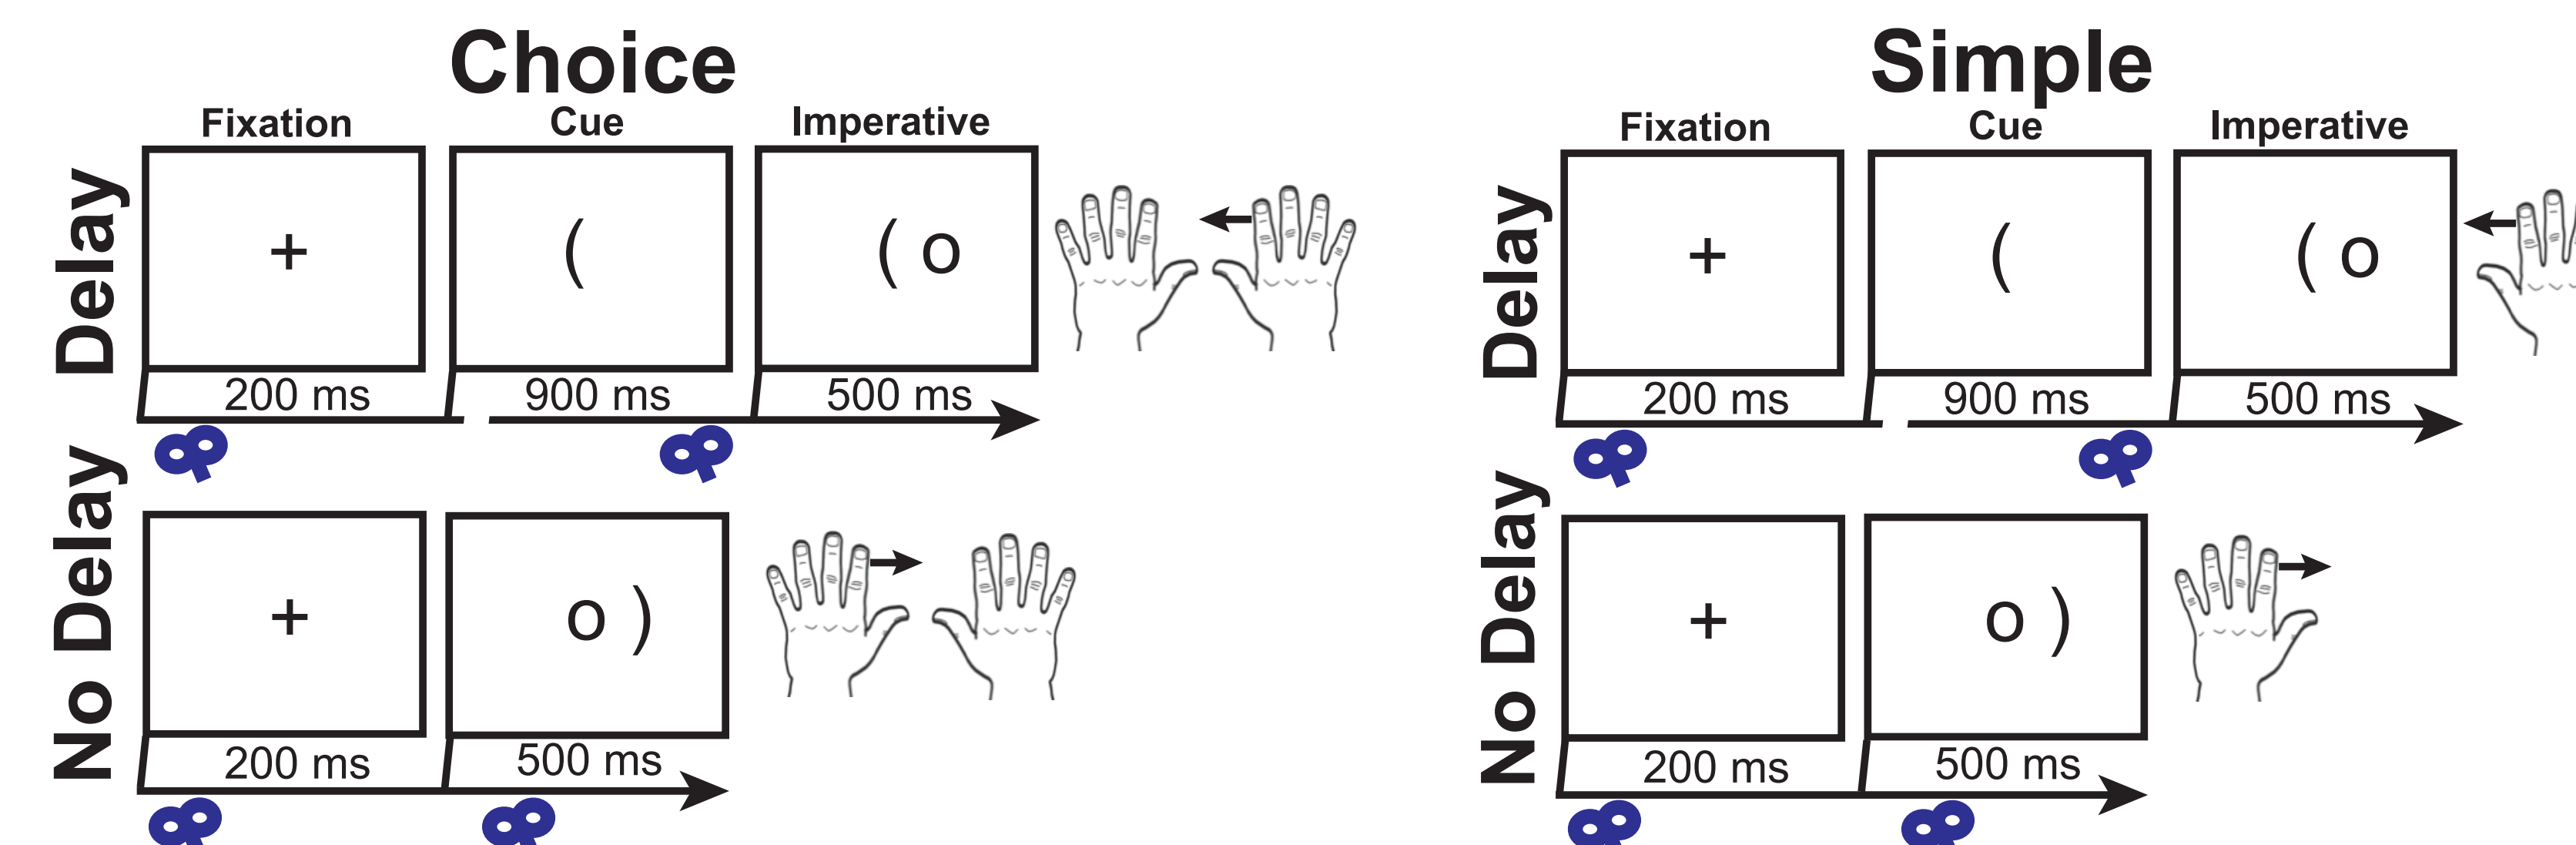 Choice
Fixation Cue Imperative
Delay
+ ( ( o
200 ms 900 ms 500 ms
No Delay
+ o )
200 ms 500 ms
Simple
Fixation Cue Imperative
Delay
+ ( ( o
200 ms 900 ms 500 ms
No Delay
+ o )
200 ms 500 ms